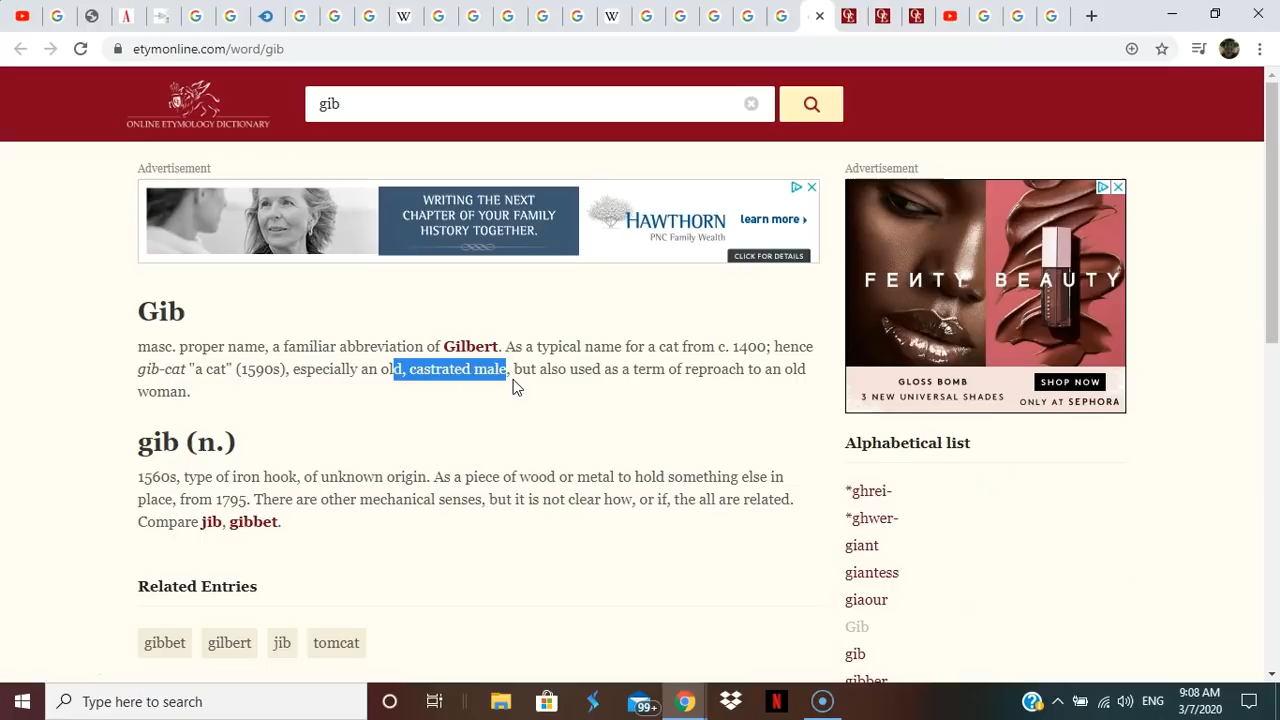 etymonline.com/word/gib
ONLINE ETYMOLOGY DICTIONARY
gib
Advertisement
WRITING THE NEXT
CHAPTER OF YOUR FAMILY
HISTORY TOGETHER.
HAWTHORN
PNC Family Wealth
learn more
CLICK FOR DETAILS
Advertisement
FENTY BEAUTY
GLOSS BOMB
3 NEW UNIVERSAL SHADES
SHOP NOW
ONLY AT SEPHORA
Gib
masc. proper name, a familiar abbreviation of Gilbert. As a typical name for a cat from c. 1400; hence
gib-cat "a cat" (1590s), especially an old, castrated male, but also used as a term of reproach to an old
woman.
gib (n.)
1560s, type of iron hook, of unknown origin. As a piece of wood or metal to hold something else in
place, from 1795. There are other mechanical senses, but it is not clear how, or if, the all are related.
Compare jib, gibbet.
Related Entries
gibbet gilbert jib tomcat
Alphabetical list
*ghrei-
*ghwer-
giant
giantess
giaour
Gib
gib
gibber
Type here to search
99+
ENG
9:08 AM
3/7/2020